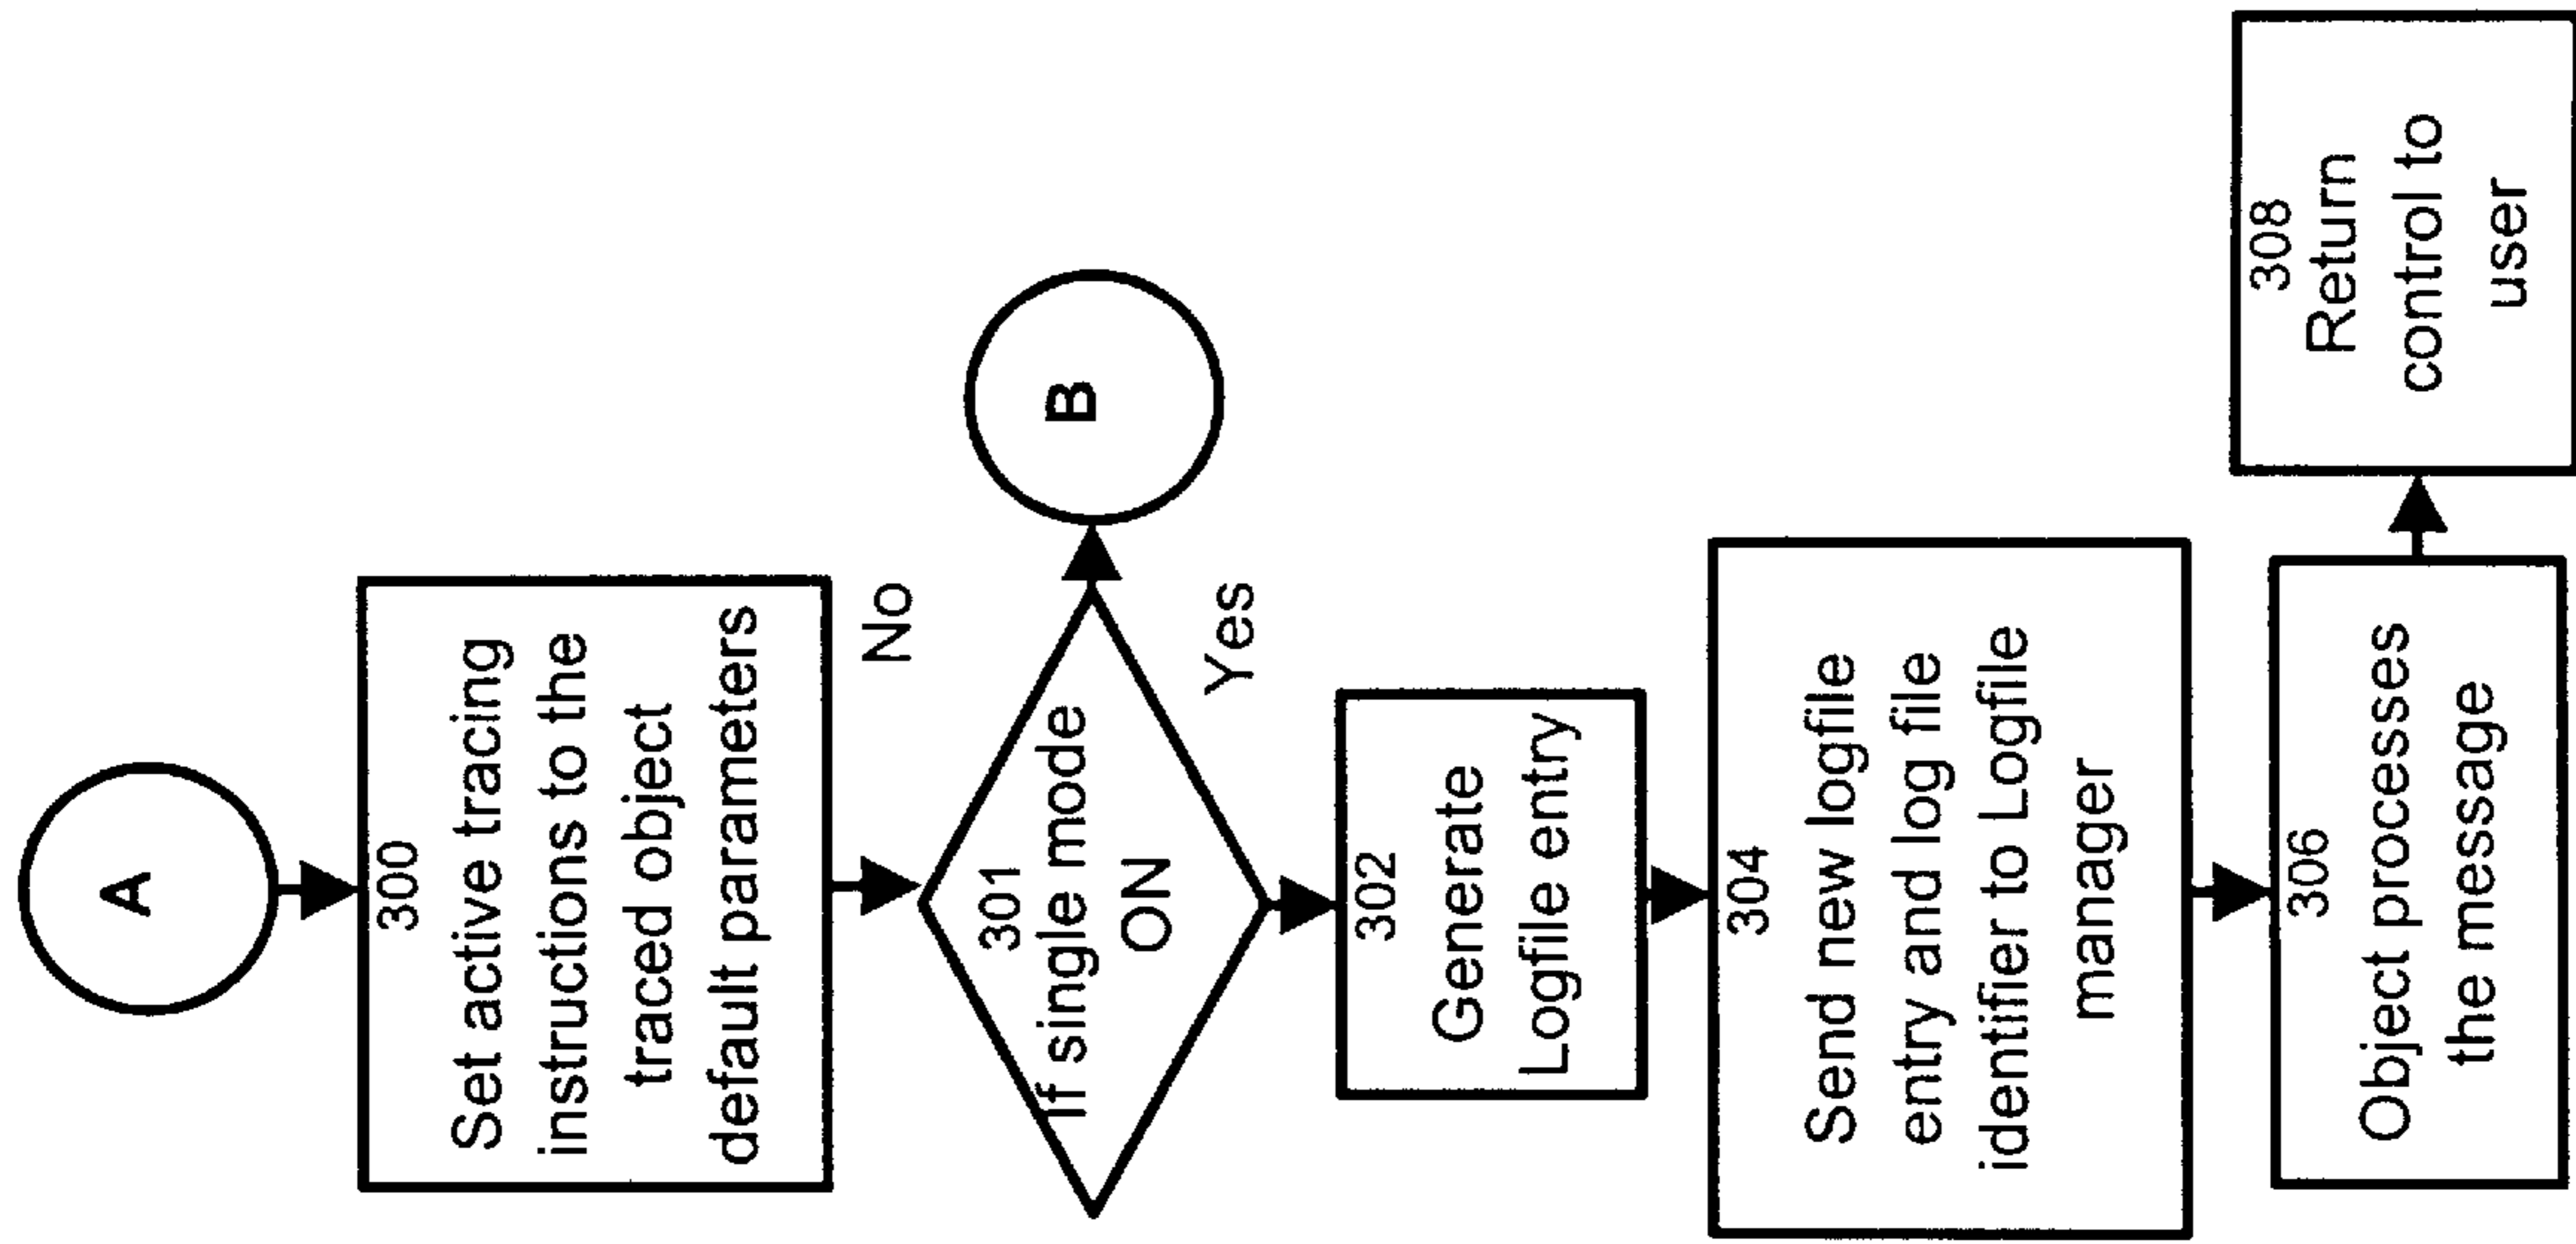 A
300
Set active tracing
instructions to the
traced object
default parameters
No
301
If single mode
ON
B
Yes
302
Generate
Logfile entry
304
Send new logfile
entry and log file
identifier to Logfile
manager
306
Object processes
the message
308
Return
control to
user